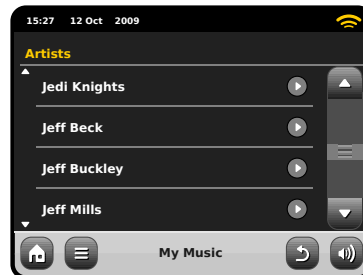 15:27 12 Oct 2009
Artists
Jedi Knights
Jeff Beck
Jeff Buckley
Jeff Mills
My Music